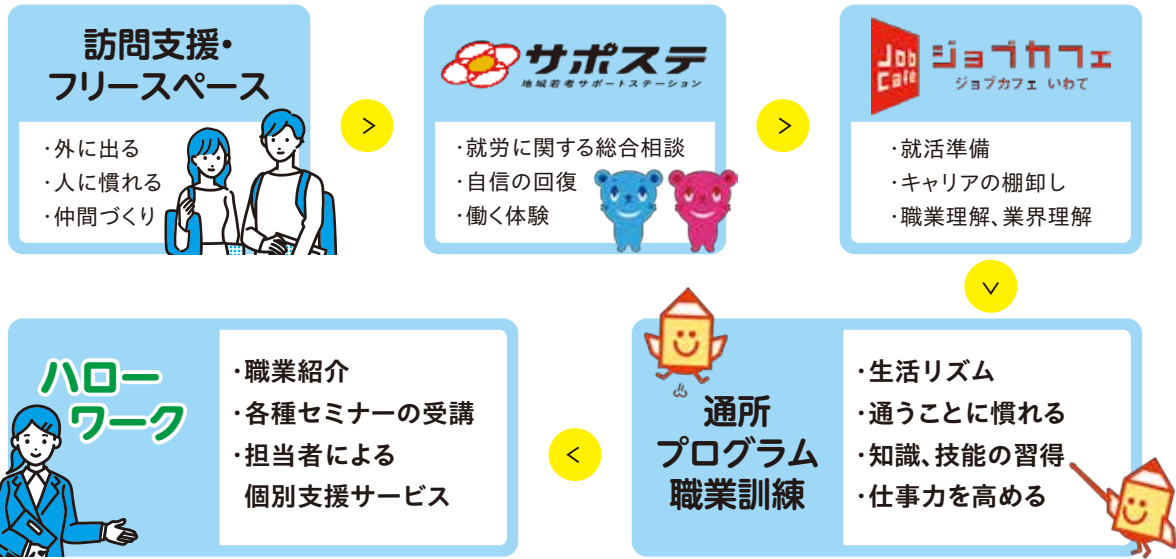 訪問支援・
フリースペース
・外に出る
・人に慣れる
・仲間づくり
>
サポステ
地域若者サポートステーション
・就労に関する総合相談
・自信の回復
・働く体験
>
Job
Cafe
ジョブカフェ
ジョブカフェ いわて
・就活準備
・キャリアの棚卸し
・職業理解、業界理解
>
通所
プログラム
職業訓練
・生活リズム
・通うことに慣れる
・知識、技能の習得
・仕事力を高める
<
ハロー
ワーク
・職業紹介
・各種セミナーの受講
・担当者による
個別支援サービス